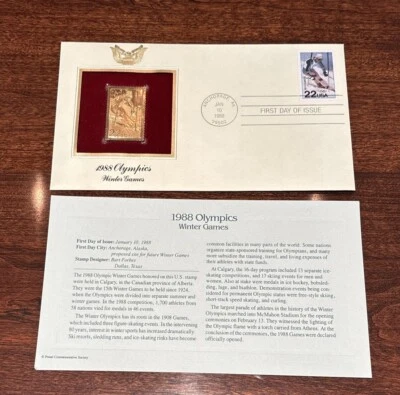 22 USA
ANCHORAGE, AK
JAN
10
1988
FIRST DAY OF ISSUE
1988 Olympics
Winter Games
1988 Olympics
Winter Games
First Day of Issue: January 10, 1988
First Day City: Anchorage, Alaska,
proposed site for future Winter Games
Stamp Designer: Bart Forbes
Dallas, Texas
The 1988 Olympic Winter Games honored on this U.S. stamp
were held in Calgary, in the Canadian province of Alberta.
They were the 15th Winter Games to be held since 1924,
when the Olympics were divided into separate summer and
winter games. In the 1988 competition, 1,700 athletes from
58 nations vied for medals in 46 events.
The Winter Olympics has its roots in the 1908 Games,
which included three figure-skating events. In the intervening
80 years, interest in winter sports has increased dramatically.
Ski resorts, sledding runs, and ice-skating rinks have become
common facilities in many parts of the world. Some nations
organize state-sponsored training for Olympians, and many
more subsidize the training, travel, and living expenses of
their athletes with state funds.
At Calgary, the 16-day program included 15 separate ice-
skating competitions, and 17 skiing events for men and
women. Also at stake were medals in ice hockey, bobsled-
ding, luge, and biathlon. Demonstration events being con-
sidered for permanent Olympic status were free-style skiing,
short-track speed skating, and curling.
The largest parade of athletes in the history of the Winter
Olympics marched into McMahon Stadium for the opening
ceremonies on February 13. They witnessed the lighting of
the Olympic flame with a torch carried from Athens. At the
conclusion of the ceremonies, the 1988 Games were declared
officially opened.
© Postal Commemorative Society